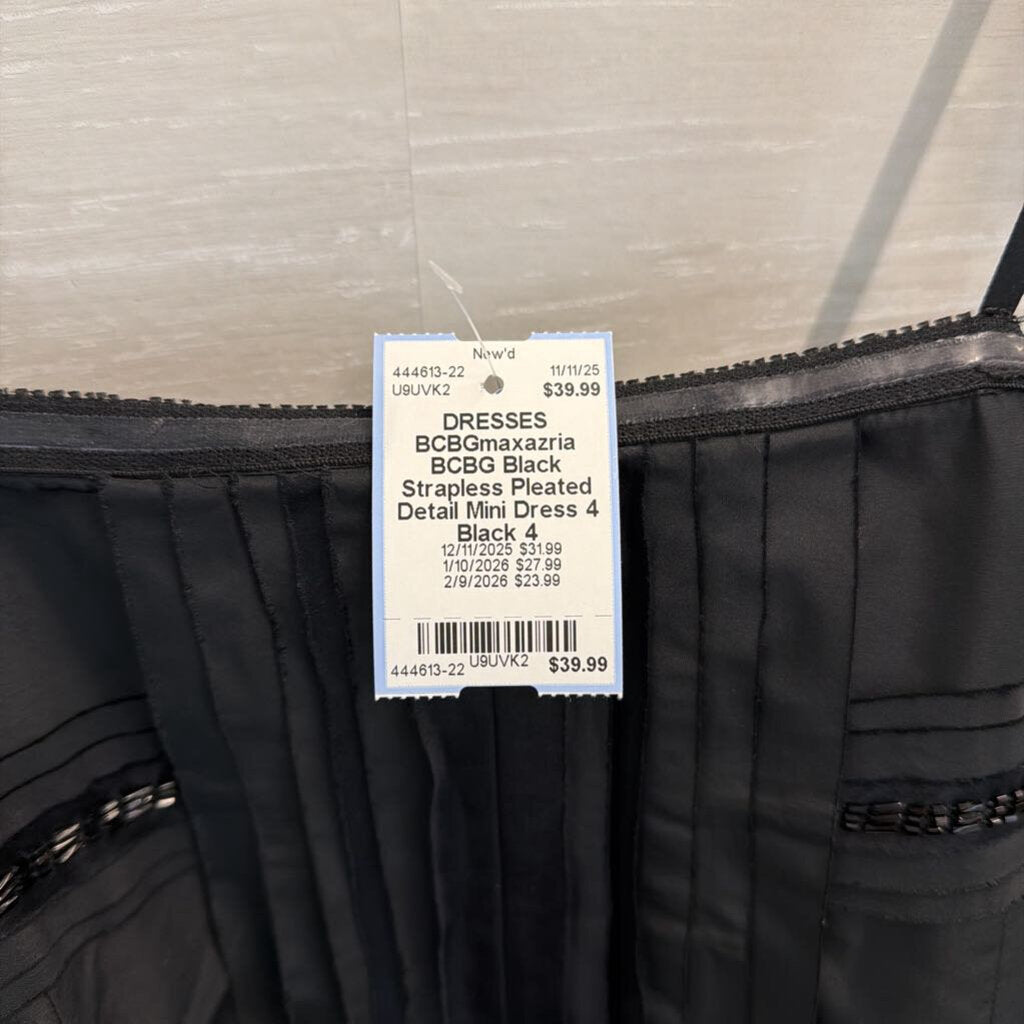 New'd
444613-22 11/11/25
U9UVK2 $39.99
DRESSES
BCBGmaxazria
BCBG Black
Strapless Pleated
Detail Mini Dress 4
Black 4
12/11/2025 $31.99
1/10/2026 $27.99
2/9/2026 $23.99
444613-22 U9UVK2 $39.99